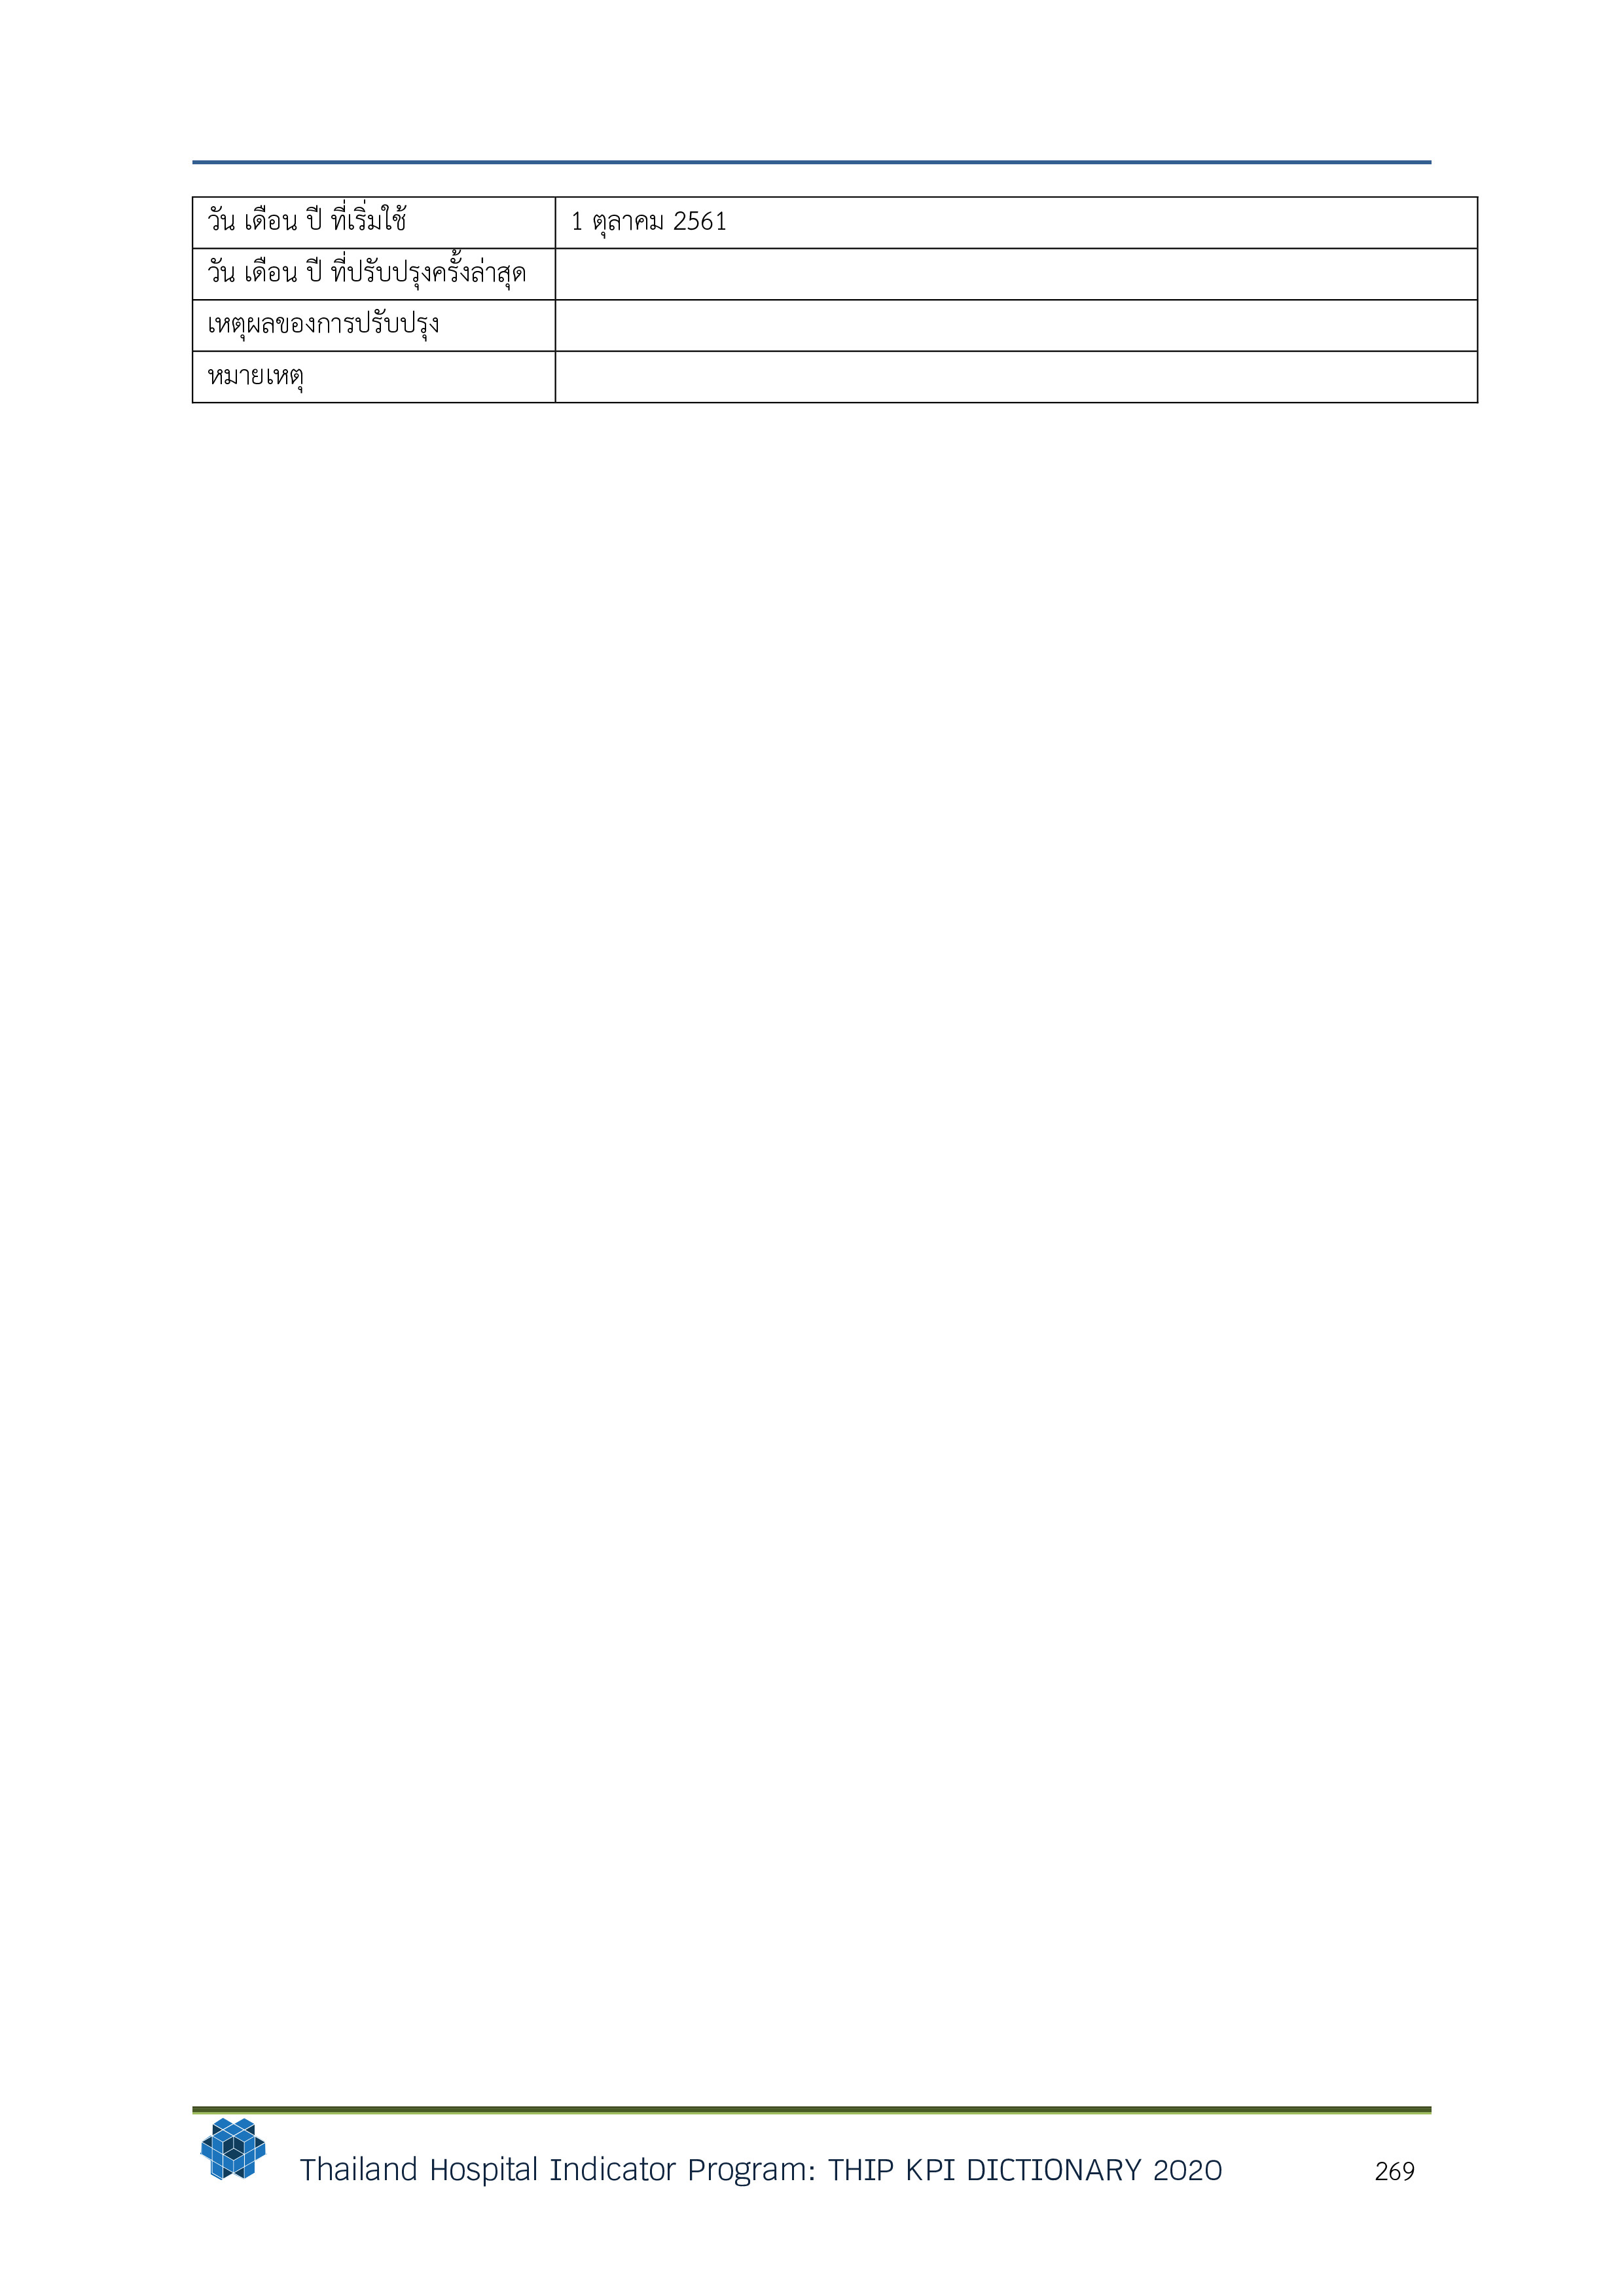 วัน เดือน ปี ที่เริ่มใช้ 1 ตุลาคม 2561
วัน เดือน ปี ที่ปรับปรุงครั้งล่าสุด
เหตุผลของการปรับปรุง
หมายเหตุ
Thailand Hospital Indicator Program: THIP KPI DICTIONARY 2020 269